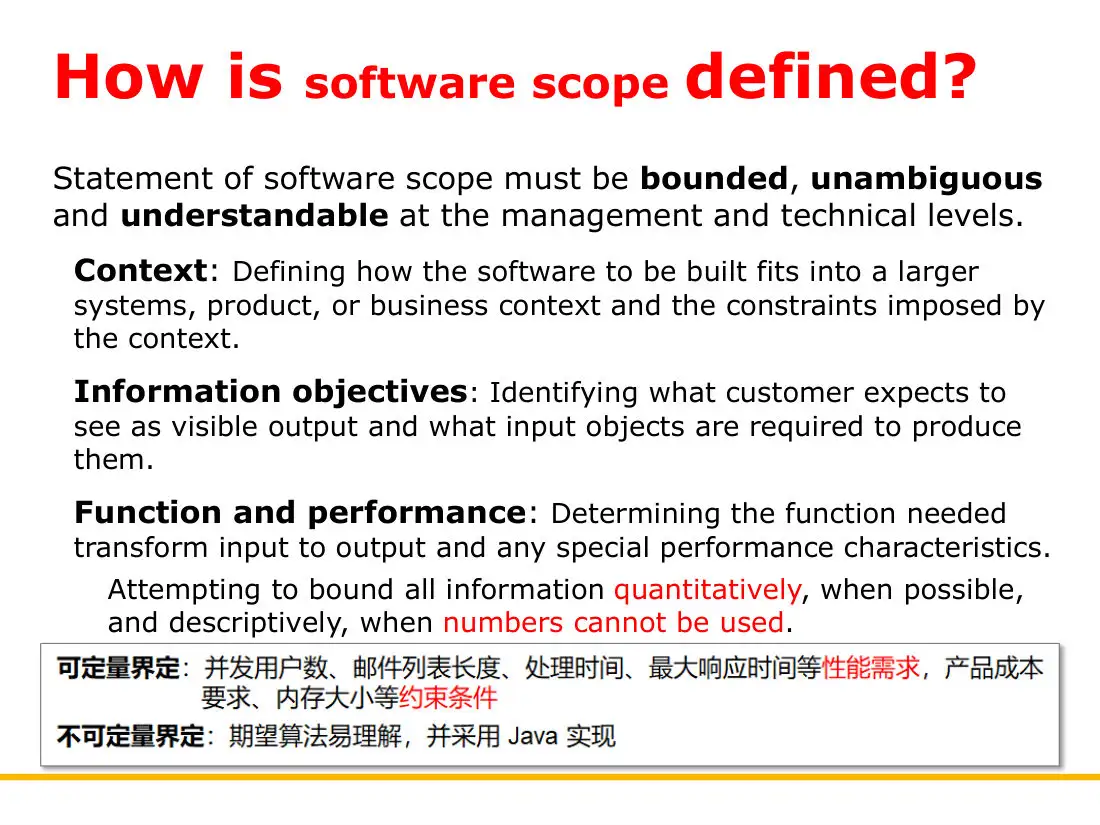 How is software scope defined?
Statement of software scope must be bounded, unambiguous
and understandable at the management and technical levels.
Context: Defining how the software to be built fits into a larger
systems, product, or business context and the constraints imposed by
the context.
Information objectives: Identifying what customer expects to
see as visible output and what input objects are required to produce
them.
Function and performance: Determining the function needed
transform input to output and any special performance characteristics.
Attempting to bound all information quantitatively, when possible,
and descriptively, when numbers cannot be used.
可定量界定：并发用户数、邮件列表长度、处理时间、最大响应时间等性能需求，产品成本
要求、内存大小等约束条件
不可定量界定：期望算法易理解，并采用 Java 实现